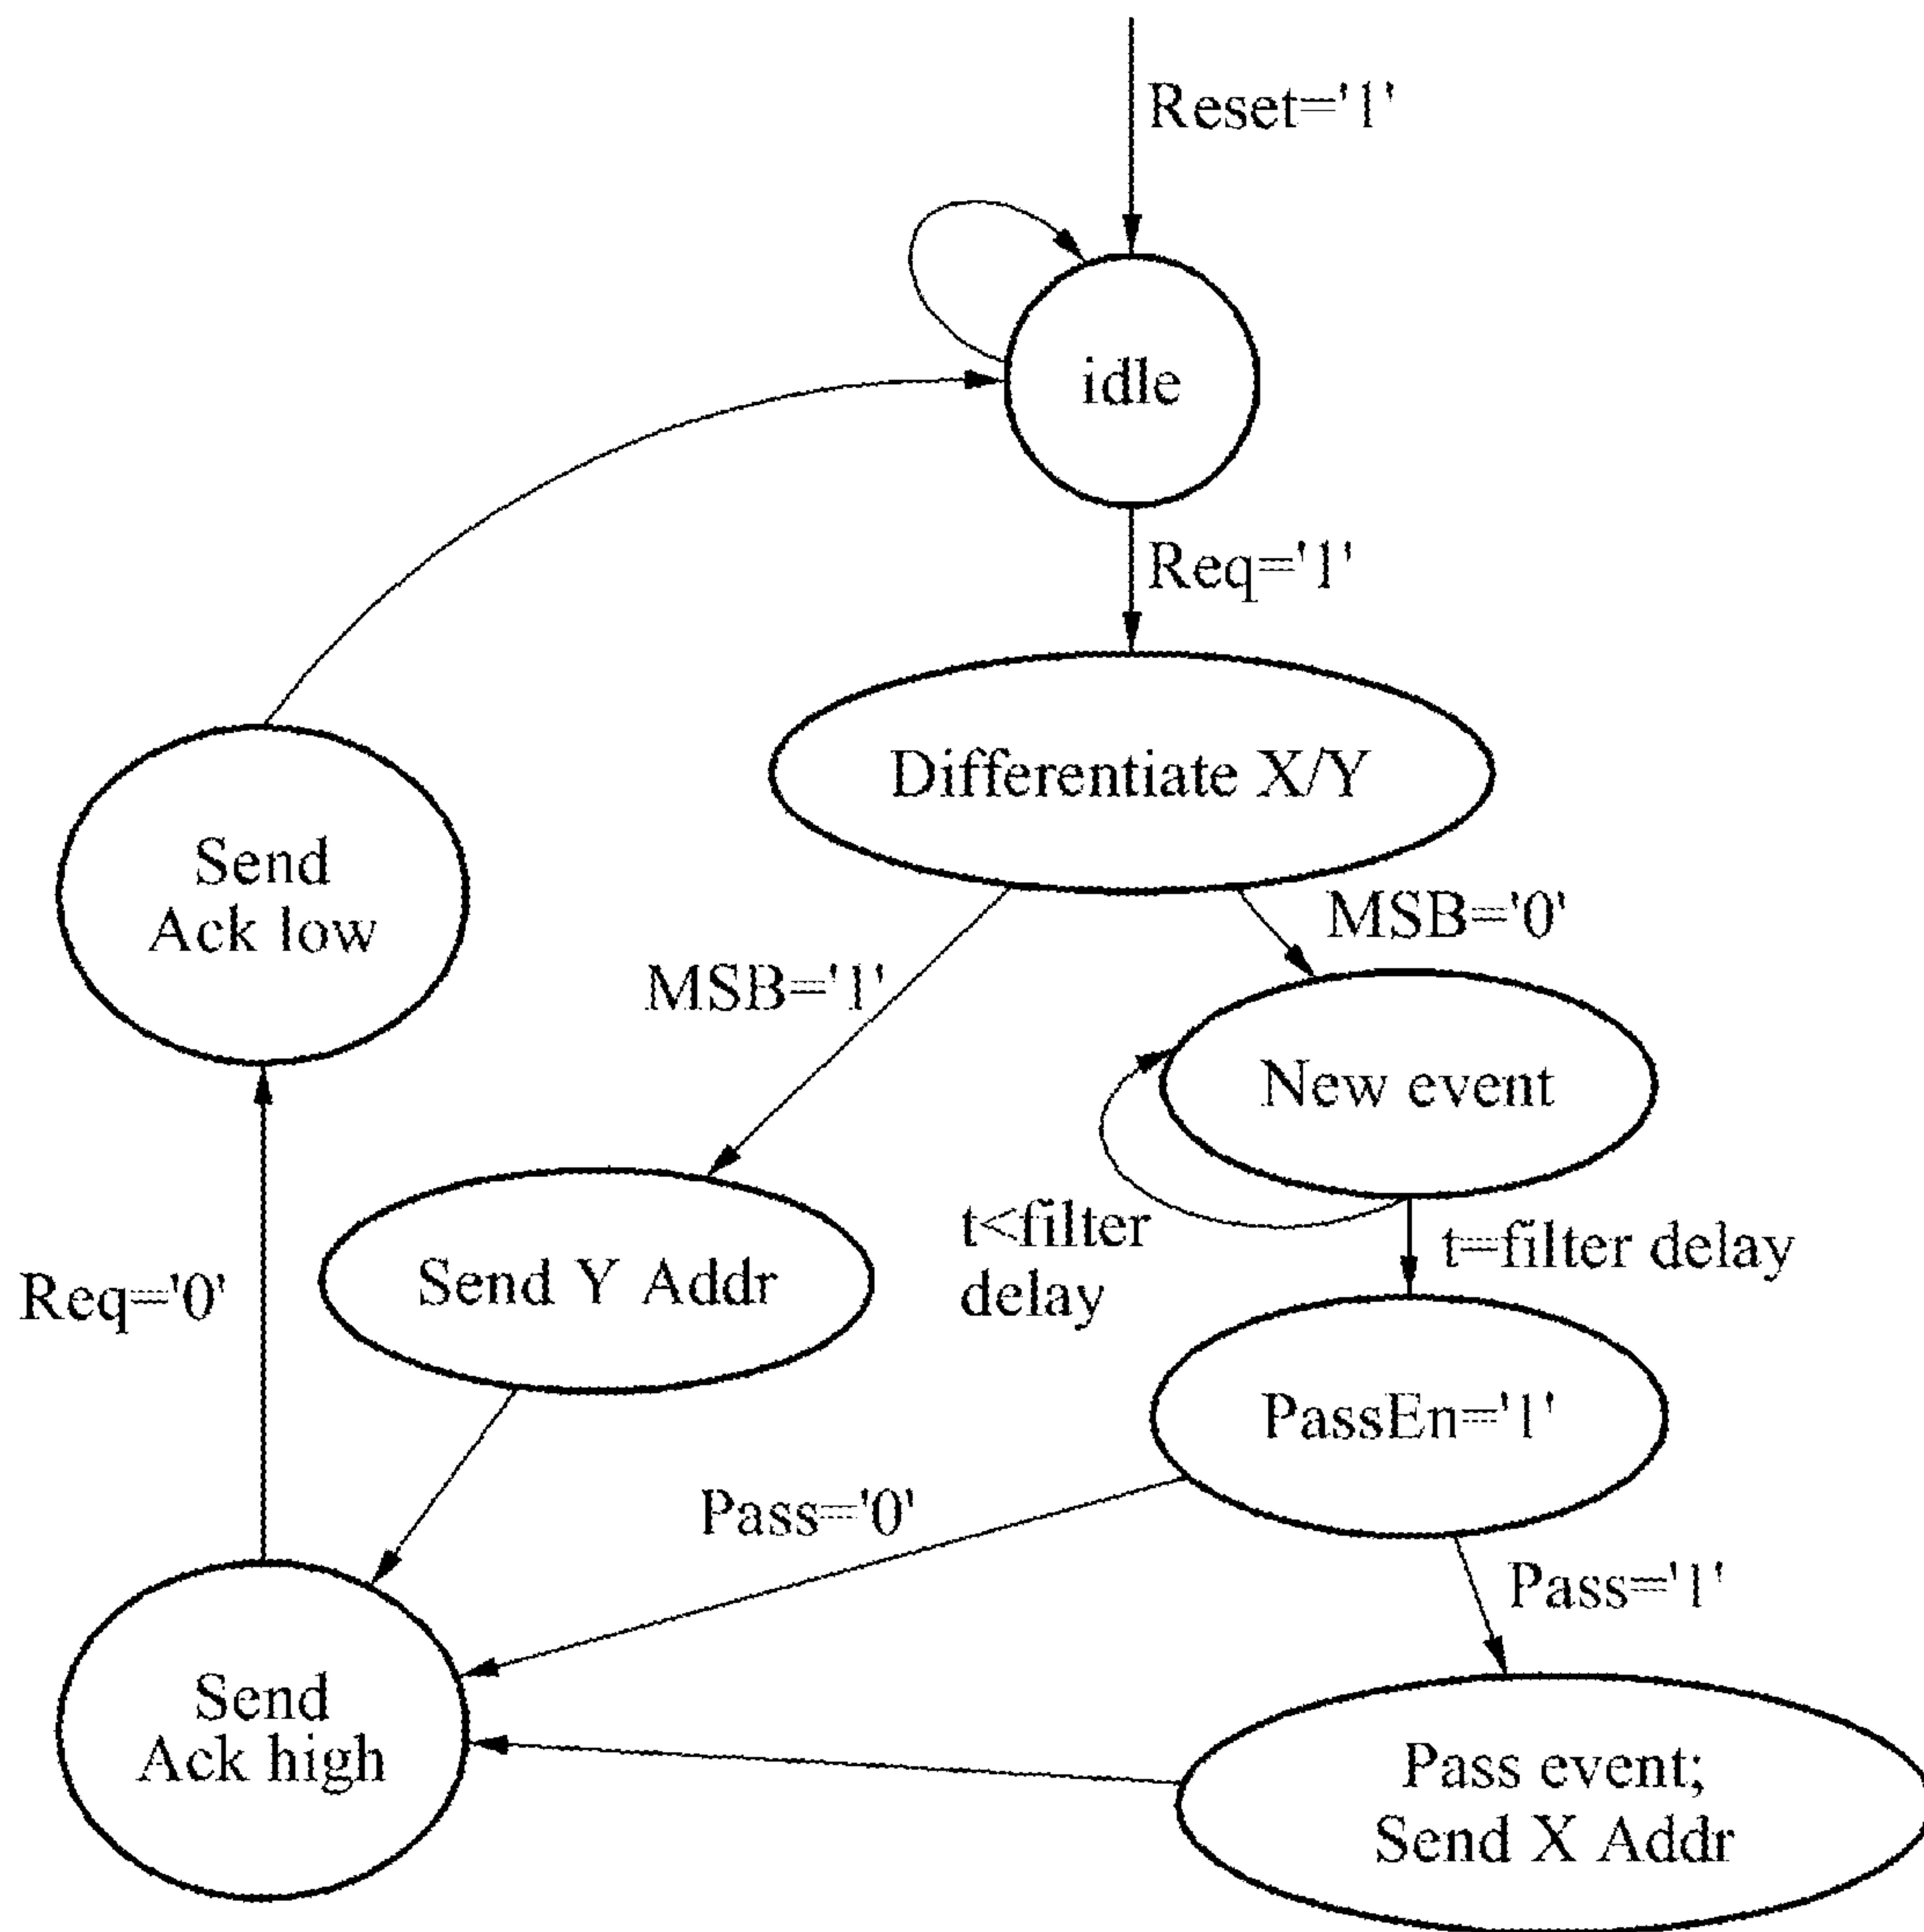 Reset='1'
idle
Req='1'
Differentiate X/Y
Send
Ack low
MSB='0'
MSB='1'
New event
t<filter
delay
t=filter delay
Send Y Addr
Req='0'
PassEn='1'
Pass='0'
Pass='1'
Send
Ack high
Pass event;
Send X Addr